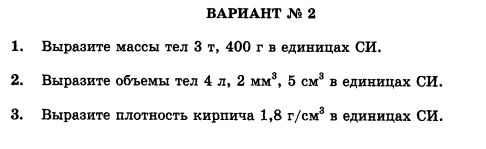 ВАРИАНТ № 2
1. Выразите массы тел 3 т, 400 г в единицах СИ.
2. Выразите объемы тел 4 л, 2 мм³, 5 см³ в единицах СИ.
3. Выразите плотность кирпича 1,8 г/см³ в единицах СИ.